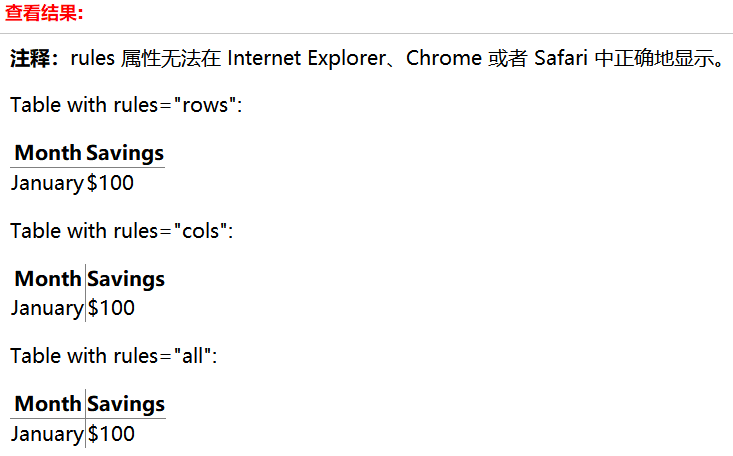 查看结果:
注释：rules 属性无法在 Internet Explorer、Chrome 或者 Safari 中正确地显示。
Table with rules="rows":
Month Savings
January $100
Table with rules="cols":
Month Savings
January $100
Table with rules="all":
Month Savings
January $100